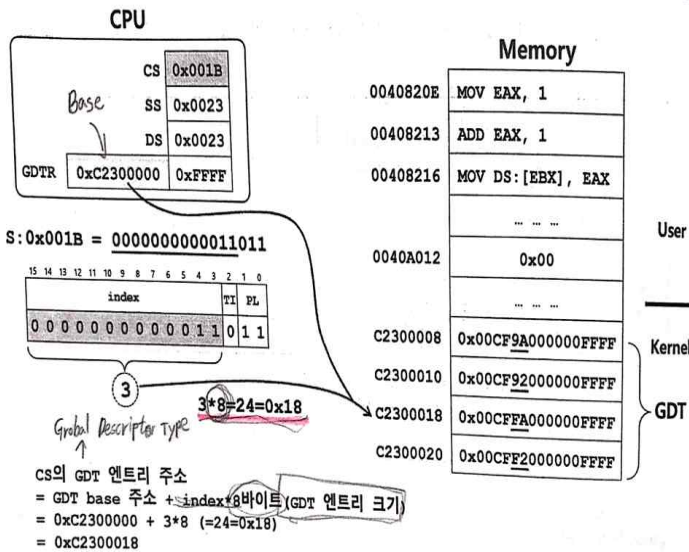 CPU
CS 0x001B
Base
SS 0x0023
DS 0x0023
GDTR 0xC2300000 0xFFFF
S:0x001B = 0000000000011011
15 14 13 12 11 10 9 8 7 6 5 4 3 2 1 0
index TI PL
0 0 0 0 0 0 0 0 0 0 0 1 1 0 1 1
3
3*8=24=0x18
Grobal Descriptor Type
CS의 GDT 엔트리 주소
= GDT base 주소 + index*8바이트(GDT 엔트리 크기)
= 0xC2300000 + 3*8 (=24=0x18)
= 0xC2300018
Memory
0040820E MOV EAX, 1
00408213 ADD EAX, 1
00408216 MOV DS:[EBX], EAX
… …
User
0040A012 0x00
… …
Kernel
C2300008 0x00CF9A000000FFFF
C2300010 0x00CF92000000FFFF
C2300018 0x00CFFA000000FFFF
GDT
C2300020 0x00CFF2000000FFFF